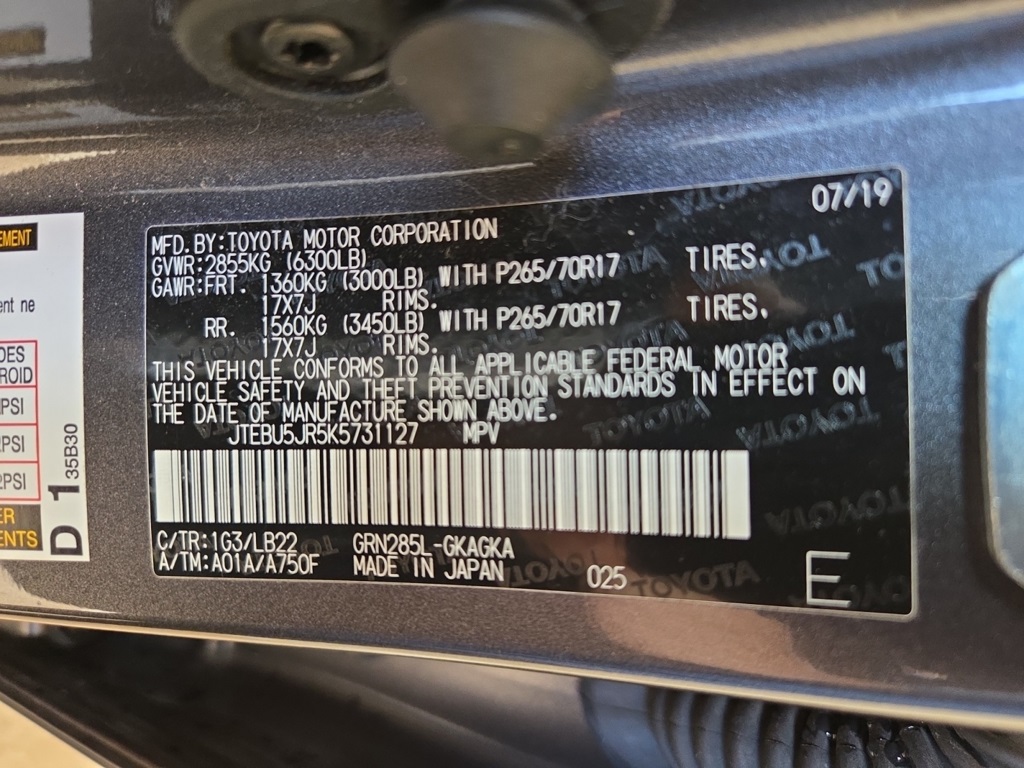 07/19
MFD.BY:TOYOTA MOTOR CORPORATION
GVWR:2855KG (6300LB)
GAWR:FRT. 1360KG (3000LB) WITH P265/70R17 TIRES.
17X7J RIMS.
RR. 1560KG (3450LB) WITH P265/70R17 TIRES.
17X7J RIMS.
THIS VEHICLE CONFORMS TO ALL APPLICABLE FEDERAL MOTOR
VEHICLE SAFETY AND THEFT PREVENTION STANDARDS IN EFFECT ON
THE DATE OF MANUFACTURE SHOWN ABOVE.
JTEBU5JR5K5731127 MPV
C/TR:1G3/LB22 GRN285L-GKAGKA
A/TM:A01A/A750F MADE IN JAPAN 025 E
TOYOTA
EMENT
ent ne
DES
ROID
PSI
2PSI
2PSI
ER
ENTS
D 1 35B30